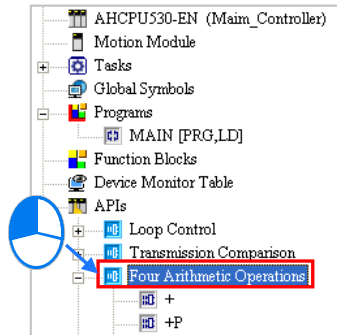 AHCPU530-EN (Maim_Controller)
Motion Module
Tasks
Global Symbols
Programs
MAIN [PRG,LD]
Function Blocks
Device Monitor Table
APIs
Loop Control
Transmission Comparison
Four Arithmetic Operations
+
+P